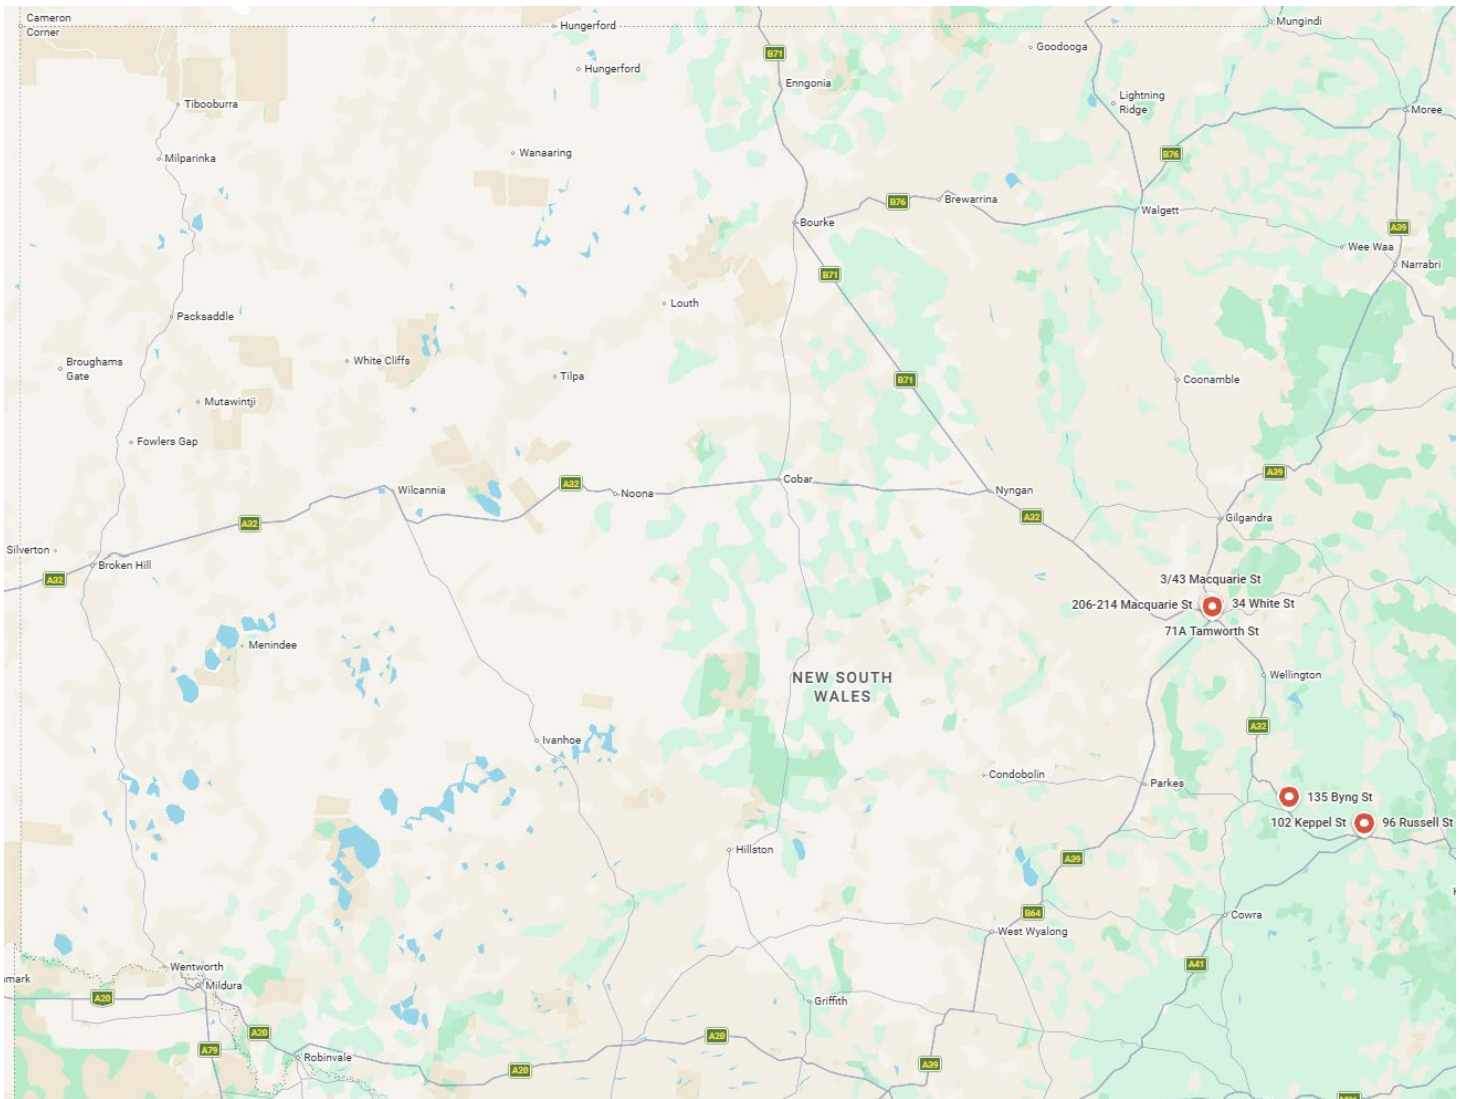 Cameron
Corner
Hungerford
Mungindi
B71
Goodooga
Hungerford
Enngonia
Lightning
Ridge
Tibooburra
Moree
Milparinka
Wanaaring
B76
B76
Brewarrina
Walgett
Bourke
A39
Wee Waa
B71
Narrabri
Louth
Packsaddle
Broughams
Gate
White Cliffs
Tilpa
B71
Coonamble
Mutawintji
Fowlers Gap
A39
Wilcannia
A32
Noona
Cobar
Nyngan
A32
A32
Gilgandra
Silverton
Broken Hill
A32
3/43 Macquarie St
206-214 Macquarie St
34 White St
71A Tamworth St
Menindee
NEW SOUTH
WALES
Wellington
A32
Ivanhoe
Condobolin
Parkes
135 Byng St
102 Keppel St
96 Russell St
Hillston
A39
B64
Cowra
West Wyalong
Wentworth
A41
nmark
Mildura
A20
Griffith
A20
A20
A79
Robinvale
A39
A20